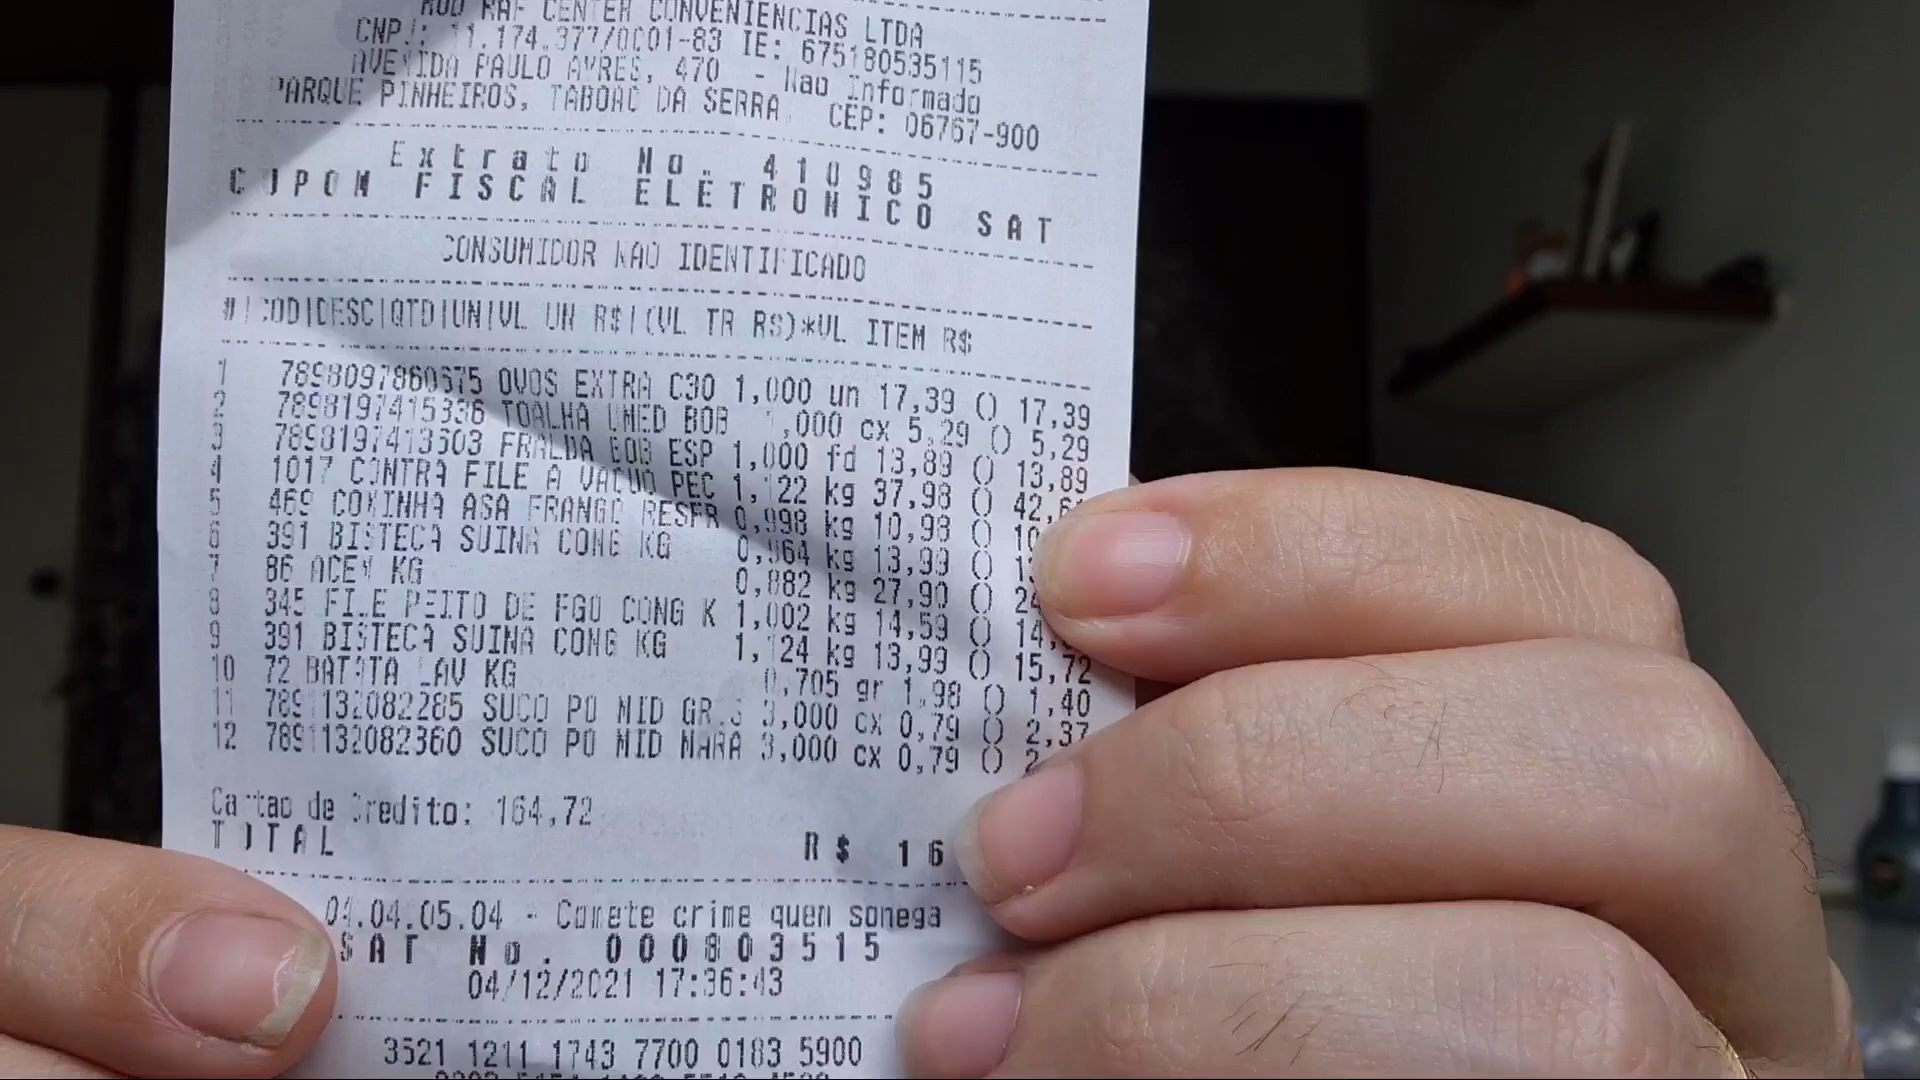 CENTER CONVENIENCIAS LTDA
CNPJ: 11.174.377/0001-83 IE: 675180535115
AVENIDA PAULO AYRES, 470 - Nao Informado
PARQUE PINHEIROS, TABOAO DA SERRA CEP: 06767-900
Extrato No. 410985
CUPOM FISCAL ELETRONICO SAT
CONSUMIDOR NAO IDENTIFICADO
#|COD|DESC|QTD|UN|VL UN R$|(VL TR R$)*VL ITEM R$
1 7898097860675 OVOS EXTRA C30 1,000 un 17,39 () 17,39
2 7898197415336 TOALHA UMED BOB 1,000 cx 5,29 () 5,29
3 7898197413603 FRALDA BOB ESP 1,000 fd 13,89 () 13,89
4 1017 CONTRA FILE A VACUO PEC 1,122 kg 37,98 () 42,6
5 469 COXINHA ASA FRANGO RESFR 0,998 kg 10,98 () 10
6 391 BISTECA SUINA CONG KG 0,964 kg 13,99 () 1
7 86 ACEM KG 0,882 kg 27,90 () 24
8 345 FILE PEITO DE FGO CONG K 1,002 kg 14,59 () 14,
9 391 BISTECA SUINA CONG KG 1,124 kg 13,99 () 15,72
10 72 BATATA LAV KG 0,705 gr 1,98 () 1,40
11 7891132082285 SUCO PO MID 3,000 cx 0,79 () 2,37
12 7891132082360 SUCO PO MID MARA 3,000 cx 0,79 () 2
Cartao de Credito: 164,72
TOTAL R$ 16
04.04.05.04 - Comete crime quem sonega
SAT No. 000803515
04/12/2021 17:36:43
3521 1211 1743 7700 0183 5900